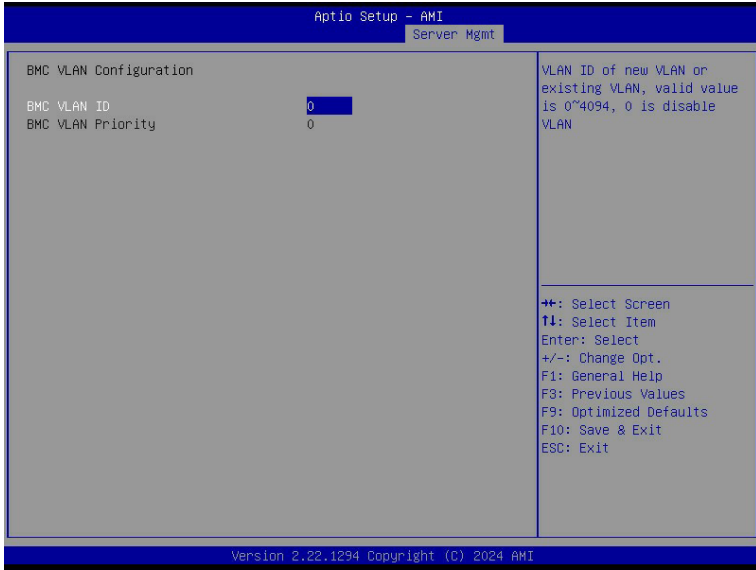 Aptio Setup - AMI
Server Mgmt
BMC VLAN Configuration
BMC VLAN ID 0
BMC VLAN Priority 0
VLAN ID of new VLAN or
existing VLAN, valid value
is 0~4094, 0 is disable
VLAN
→←: Select Screen
↑↓: Select Item
Enter: Select
+/-: Change Opt.
F1: General Help
F3: Previous Values
F9: Optimized Defaults
F10: Save & Exit
ESC: Exit
Version 2.22.1294 Copyright (C) 2024 AMI